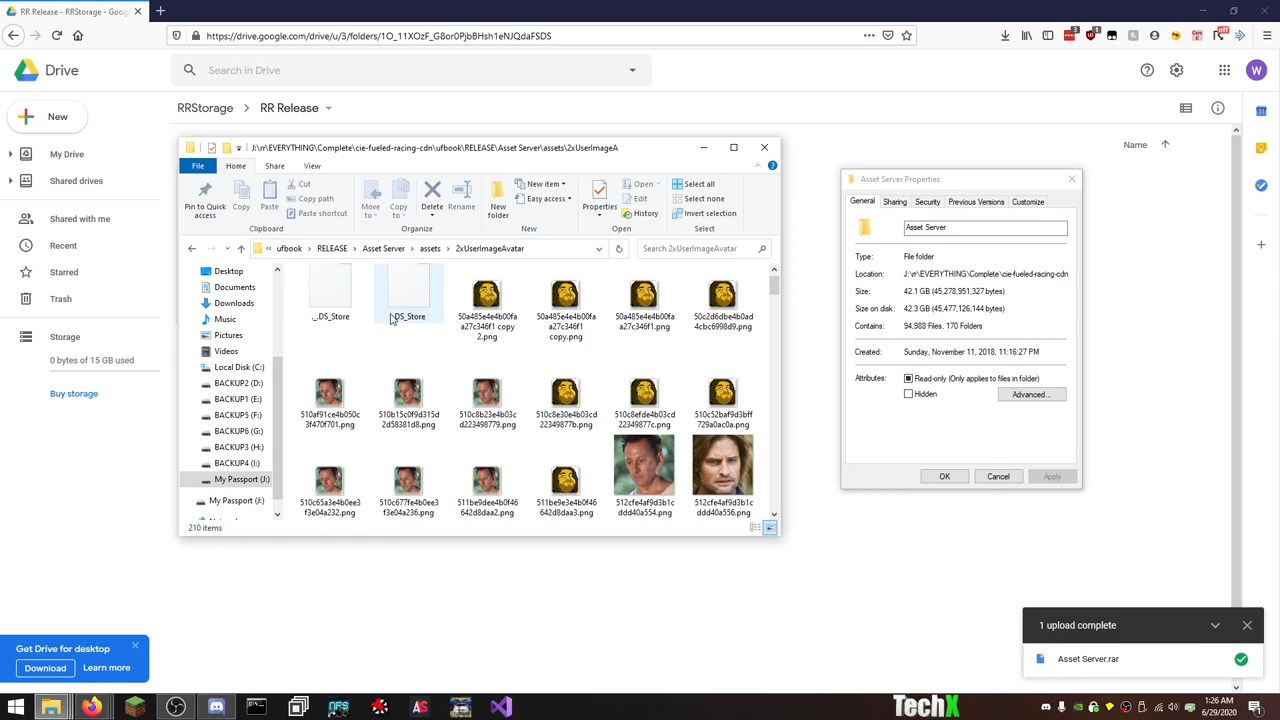 RR Release - RRStorage - Goog
https://drive.google.com/drive/u/3/folders/1O_11XOzF_G8or0PjbBHsh1eNJQdaFSDS
Drive
Search in Drive
W
New
RRStorage > RR Release
Name
My Drive
Shared drives
Shared with me
Recent
Starred
Trash
Storage
0 bytes of 15 GB used
Buy storage
J:\r\EVERYTHING\Complete\cie-fueled-racing-cdn\ufbook\RELEASE\Asset Server\assets\2xUserImageA
File Home Share View
Pin to Quick access
Copy
Paste
Cut
Copy path
Paste shortcut
Clipboard
Move to
Copy to
Delete
Rename
Organize
New folder
New item
Easy access
New
Properties
Open
Edit
History
Open
Select all
Select none
Invert selection
Select
« ufbook > RELEASE > Asset Server > assets > 2xUserImageAvatar
Search 2xUserImageAvatar
Desktop
Documents
Downloads
Music
Pictures
Videos
Local Disk (C:)
BACKUP2 (D:)
BACKUP1 (E:)
BACKUP5 (F:)
BACKUP6 (G:)
BACKUP3 (H:)
BACKUP4 (I:)
My Passport (J:)
My Passport (J:)
._.DS_Store
.DS_Store
50a485e4e4b00fa
a27c346f1 copy
2.png
50a485e4e4b00fa
a27c346f1
copy.png
50a485e4e4b00fa
a27c346f1.png
50c2d6dbe4b0ad
4cbc6998d9.png
510af91ce4b050c
3f470f701.png
510b15c0f9d315d
2d58381d8.png
510c8b23e4b03c
d223498779.png
510c8e30e4b03cd
22349877b.png
510c8efde4b03cd
22349877c.png
510c52baf9d3bff
729a0ac0a.png
510c65a3e4b0ee3
f3e04a232.png
510c677fe4b0ee3
f3e04a236.png
511be9dee4b0f46
642d8daa2.png
511be9e3e4b0f46
642d8daa3.png
512cfe4af9d3b1c
ddd40a554.png
512cfe4af9d3b1c
ddd40a556.png
210 items
Asset Server Properties
General Sharing Security Previous Versions Customize
Asset Server
Type: File folder
Location: J:\r\EVERYTHING\Complete\cie-fueled-racing-cdn
Size: 42.1 GB (45,278,951,327 bytes)
Size on disk: 42.3 GB (45,477,126,144 bytes)
Contains: 94,988 Files, 170 Folders
Created: Sunday, November 11, 2018, 11:16:27 PM
Attributes: Read-only (Only applies to files in folder)
Hidden
Advanced...
OK Cancel Apply
Get Drive for desktop
Download Learn more
1 upload complete
Asset Server.rar
TechX
1:26 AM
6/29/2020